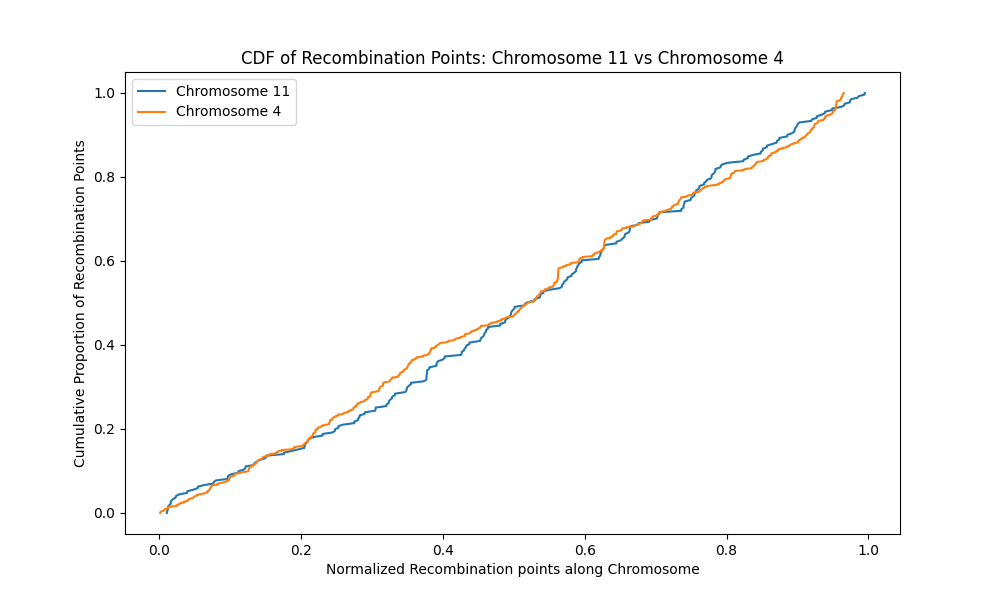 CDF of Recombination Points: Chromosome 11 vs Chromosome 4
Chromosome 11
Chromosome 4
Cumulative Proportion of Recombination Points
1.0
0.8
0.6
0.4
0.2
0.0
0.0 0.2 0.4 0.6 0.8 1.0
Normalized Recombination points along Chromosome